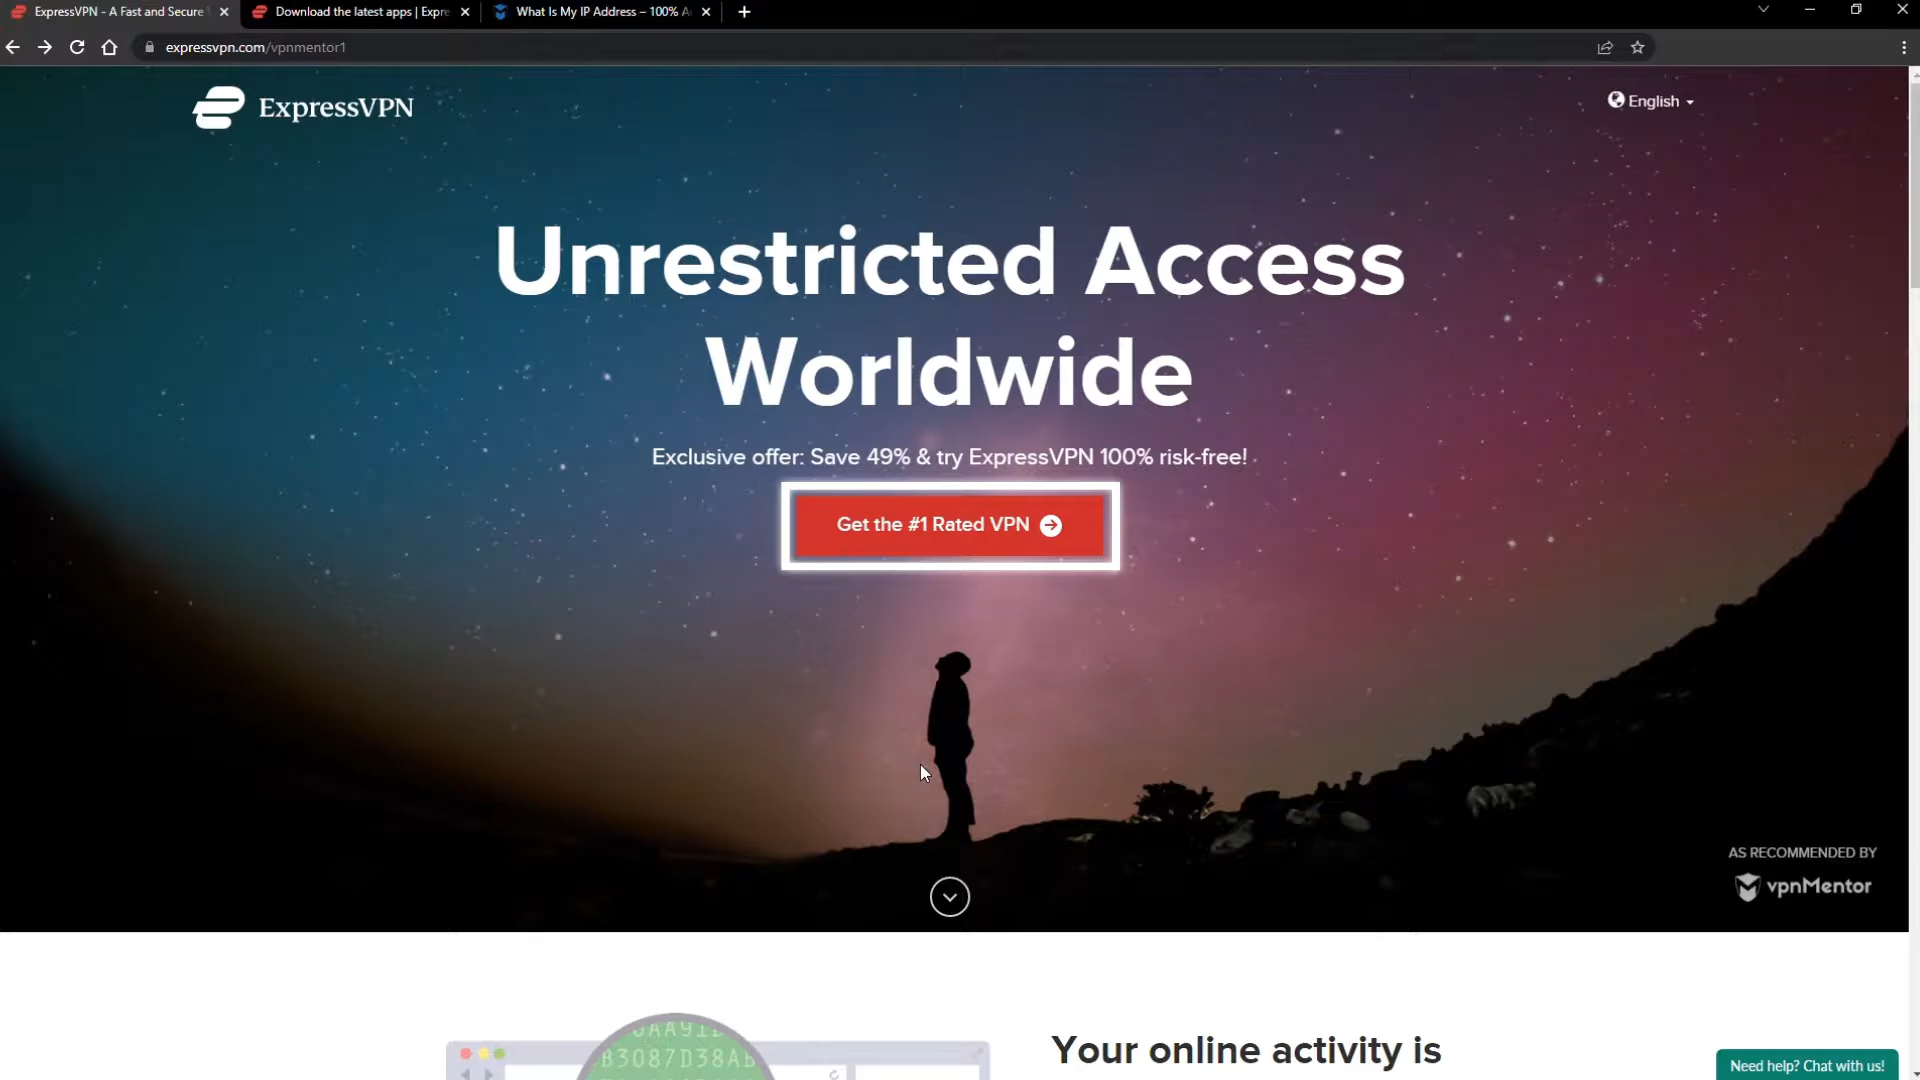 ExpressVPN - A Fast and Secure
Download the latest apps | Expre
What Is My IP Address – 100% A
expressvpn.com/vpnmentor1
ExpressVPN
English
Unrestricted Access
Worldwide
Exclusive offer: Save 49% & try ExpressVPN 100% risk-free!
Get the #1 Rated VPN
AS RECOMMENDED BY
vpnMentor
B3087D38AB
Your online activity is
Need help? Chat with us!